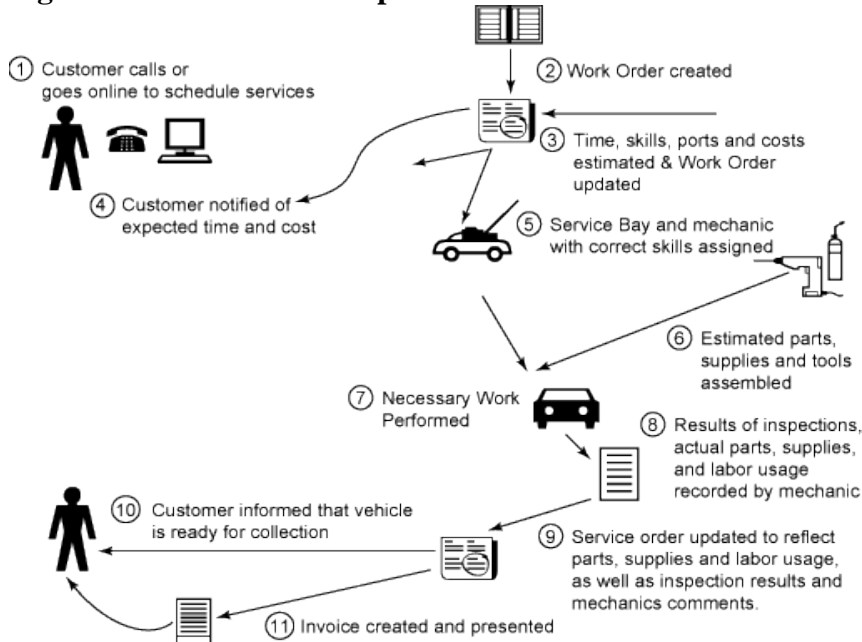 ① Customer calls or
goes online to schedule services
② Work Order created
③ Time, skills, ports and costs
estimated & Work Order
updated
④ Customer notified of
expected time and cost
⑤ Service Bay and mechanic
with correct skills assigned
⑥ Estimated parts,
supplies and tools
assembled
⑦ Necessary Work
Performed
⑧ Results of inspections,
actual parts, supplies,
and labor usage
recorded by mechanic
⑨ Service order updated to reflect
parts, supplies and labor usage,
as well as inspection results and
mechanics comments.
⑩ Customer informed that vehicle
is ready for collection
⑪ Invoice created and presented